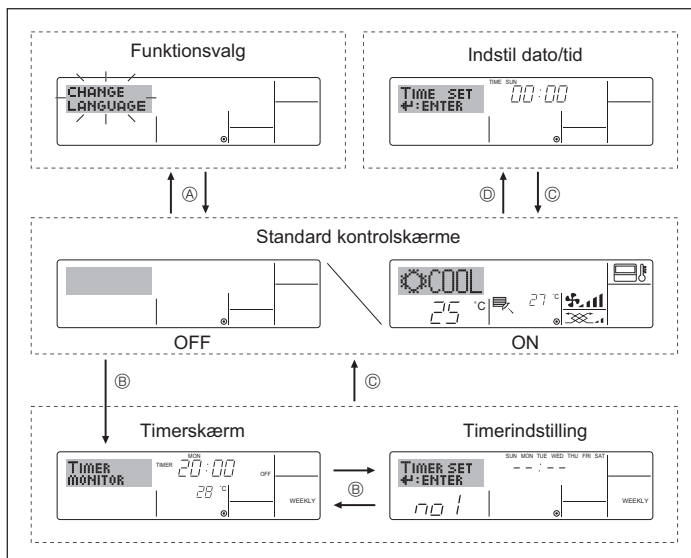 Funktionsvalg
CHANGE
LANGUAGE
Indstil dato/tid
TIME SUN
TIME SET 00:00
↵:ENTER
Ⓐ
Ⓓ
Ⓒ
Standard kontrolskærme
COOL
25 °C 27 °C
OFF
ON
Ⓑ
Ⓒ
Timerskærm
MON
TIMER TIMER 20:00 OFF
MONITOR
28 °C
WEEKLY
Ⓑ
Timerindstilling
SUN MON TUE WED THU FRI SAT
TIMER SET --:--
↵:ENTER
no 1
WEEKLY